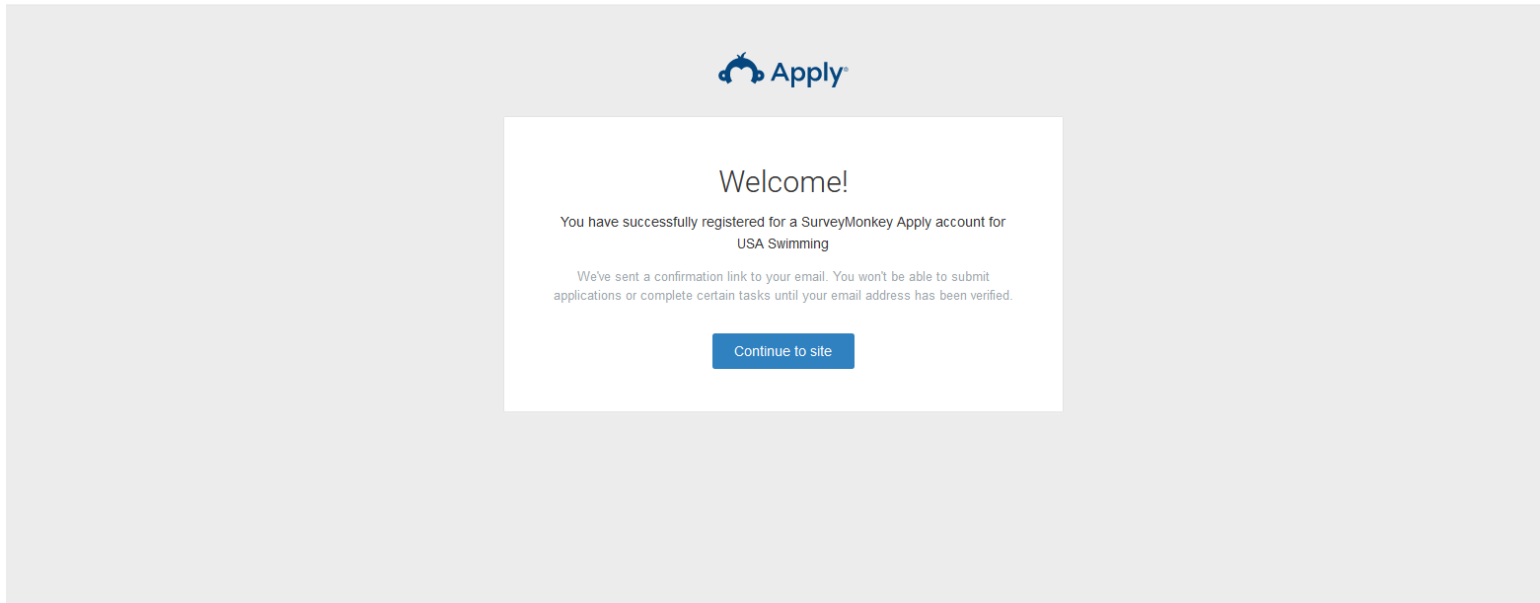 Apply®
Welcome!
You have successfully registered for a SurveyMonkey Apply account for
USA Swimming
We've sent a confirmation link to your email. You won't be able to submit
applications or complete certain tasks until your email address has been verified.
Continue to site